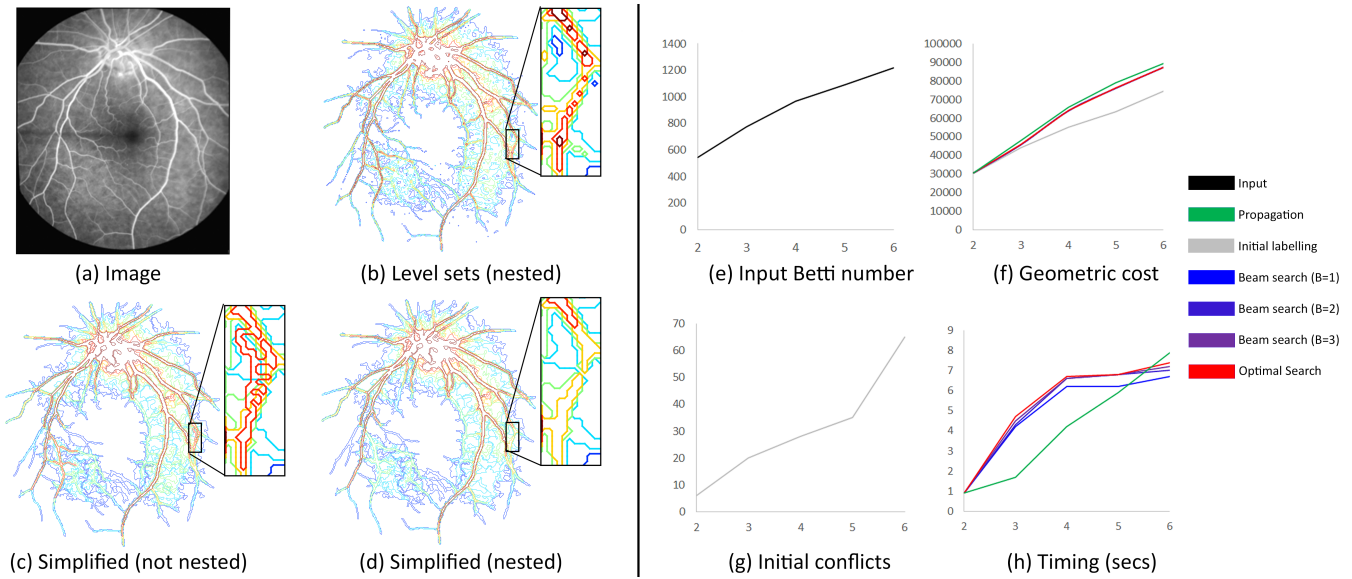 (a) Image
(b) Level sets (nested)
(c) Simplified (not nested)
(d) Simplified (nested)
1400
1200
1000
800
600
400
200
0
2 3 4 5 6
(e) Input Betti number
100000
90000
80000
70000
60000
50000
40000
30000
20000
10000
0
2 3 4 5 6
(f) Geometric cost
70
60
50
40
30
20
10
0
2 3 4 5 6
(g) Initial conflicts
9
8
7
6
5
4
3
2
1
0
2 3 4 5 6
(h) Timing (secs)
Input
Propagation
Initial labelling
Beam search (B=1)
Beam search (B=2)
Beam search (B=3)
Optimal Search